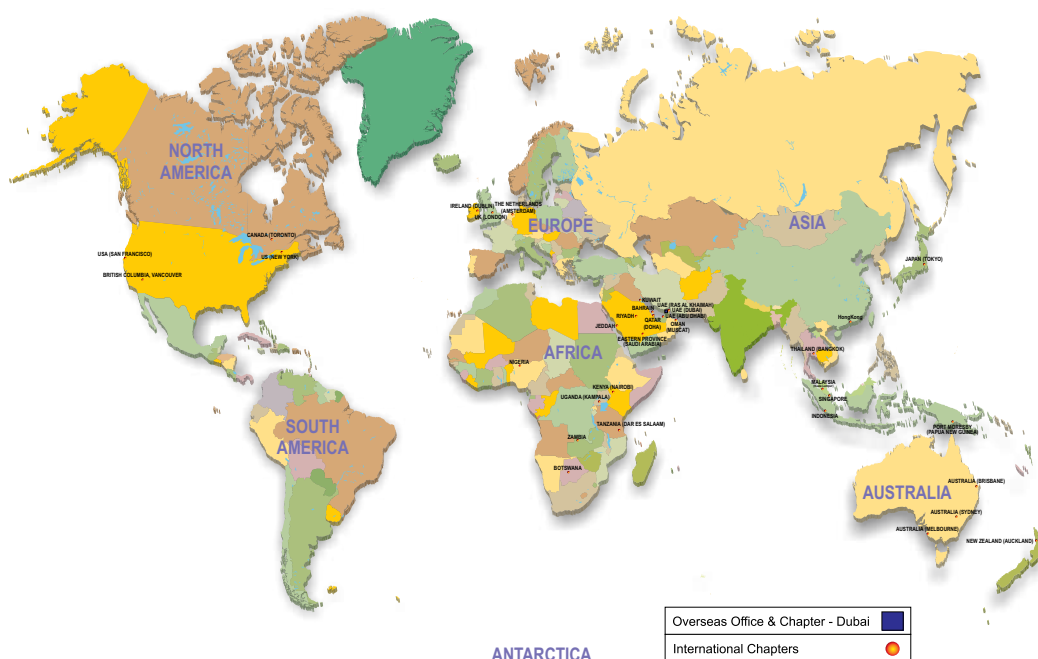 NORTH
AMERICA
CANADA (TORONTO)
USA (SAN FRANCISCO)
US (NEW YORK)
BRITISH COLUMBIA, VANCOUVER
IRELAND (DUBLIN)
THE NETHERLANDS
(AMSTERDAM)
UK (LONDON)
EUROPE
ASIA
JAPAN (TOKYO)
KUWAIT
BAHRAIN
UAE (RAS AL KHAIMAH)
UAE (DUBAI)
UAE (ABU DHABI)
RIYADH
QATAR
(DOHA)
OMAN
(MUSCAT)
JEDDAH
EASTERN PROVINCE
(SAUDI ARABIA)
HongKong
AFRICA
NIGERIA
THAILAND (BANGKOK)
KENYA (NAIROBI)
UGANDA (KAMPALA)
MALAYSIA
SINGAPORE
INDONESIA
TANZANIA (DAR ES SALAAM)
PORT MORESBY
(PAPUA NEW GUINEA)
SOUTH
AMERICA
ZAMBIA
BOTSWANA
AUSTRALIA
AUSTRALIA (BRISBANE)
AUSTRALIA (SYDNEY)
AUSTRALIA (MELBOURNE)
NEW ZEALAND (AUCKLAND)
ANTARCTICA
Overseas Office & Chapter - Dubai
International Chapters